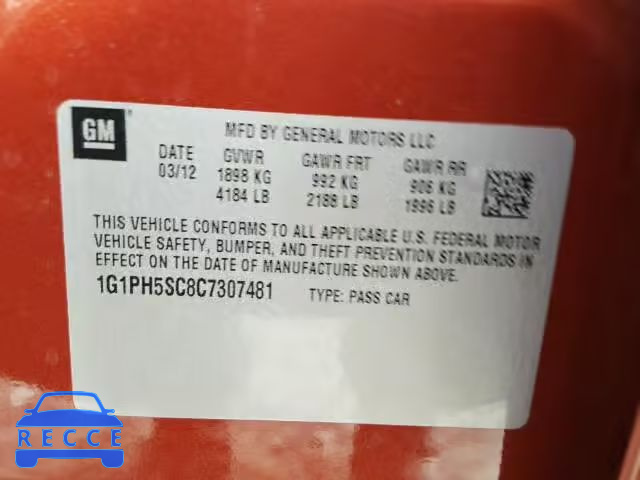 GM ®
MFD BY GENERAL MOTORS LLC
DATE GVWR GAWR FRT GAWR RR
03/12 1898 KG 992 KG 906 KG
4184 LB 2188 LB 1996 LB
THIS VEHICLE CONFORMS TO ALL APPLICABLE U.S. FEDERAL MOTOR
VEHICLE SAFETY, BUMPER, AND THEFT PREVENTION STANDARDS IN
EFFECT ON THE DATE OF MANUFACTURE SHOWN ABOVE.
1G1PH5SC8C7307481 TYPE: PASS CAR
RECCE